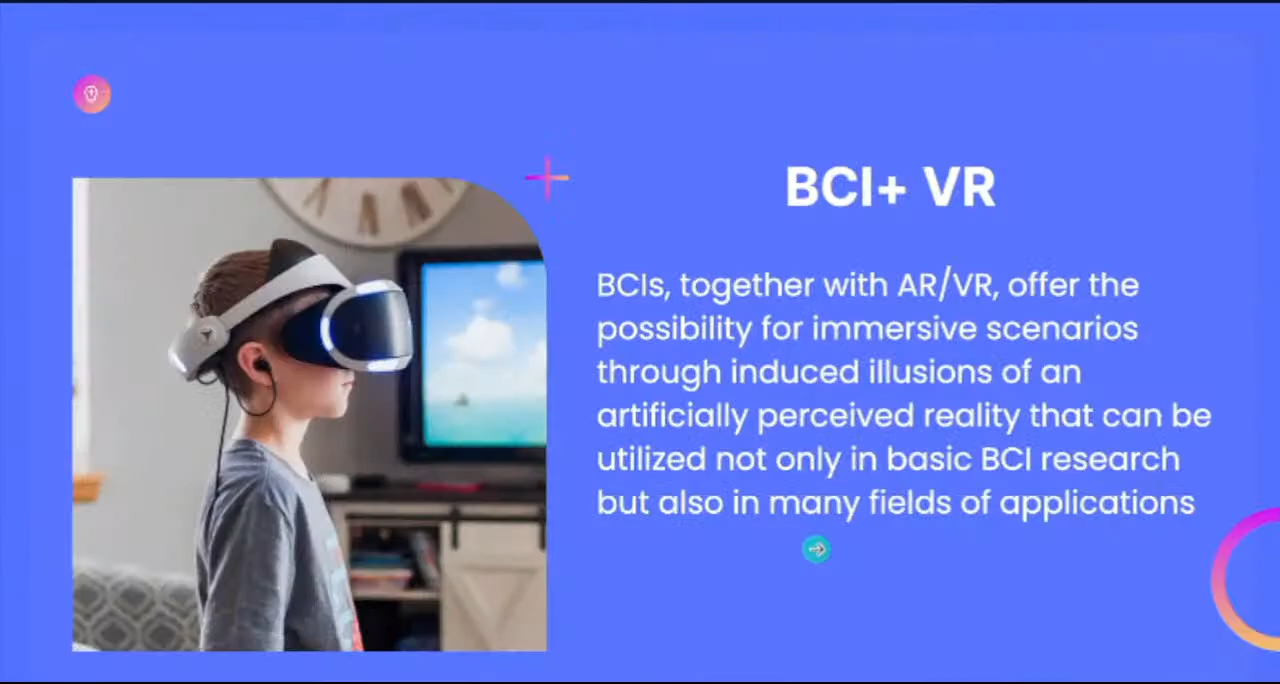 BCI+ VR
BCIs, together with AR/VR, offer the
possibility for immersive scenarios
through induced illusions of an
artificially perceived reality that can be
utilized not only in basic BCI research
but also in many fields of applications